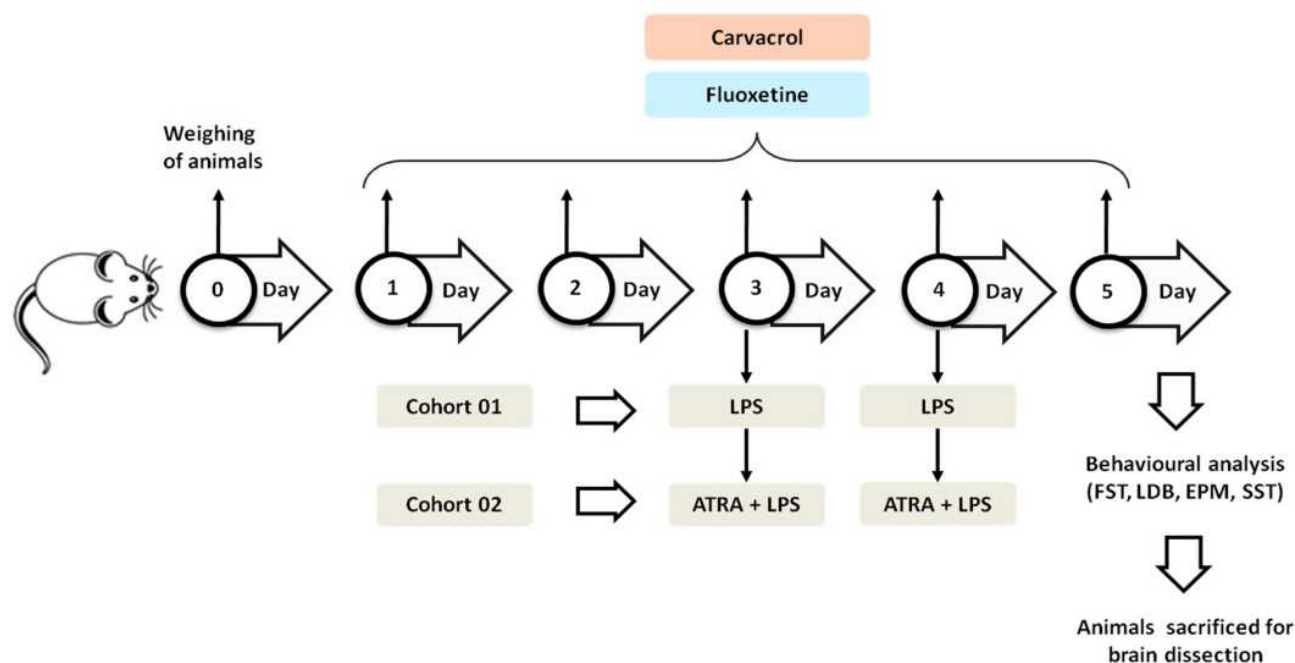 Carvacrol
Fluoxetine
Weighing
of animals
0 Day 1 Day 2 Day 3 Day 4 Day 5 Day
Cohort 01 LPS LPS
Cohort 02 ATRA + LPS ATRA + LPS
Behavioural analysis
(FST, LDB, EPM, SST)
Animals sacrificed for
brain dissection